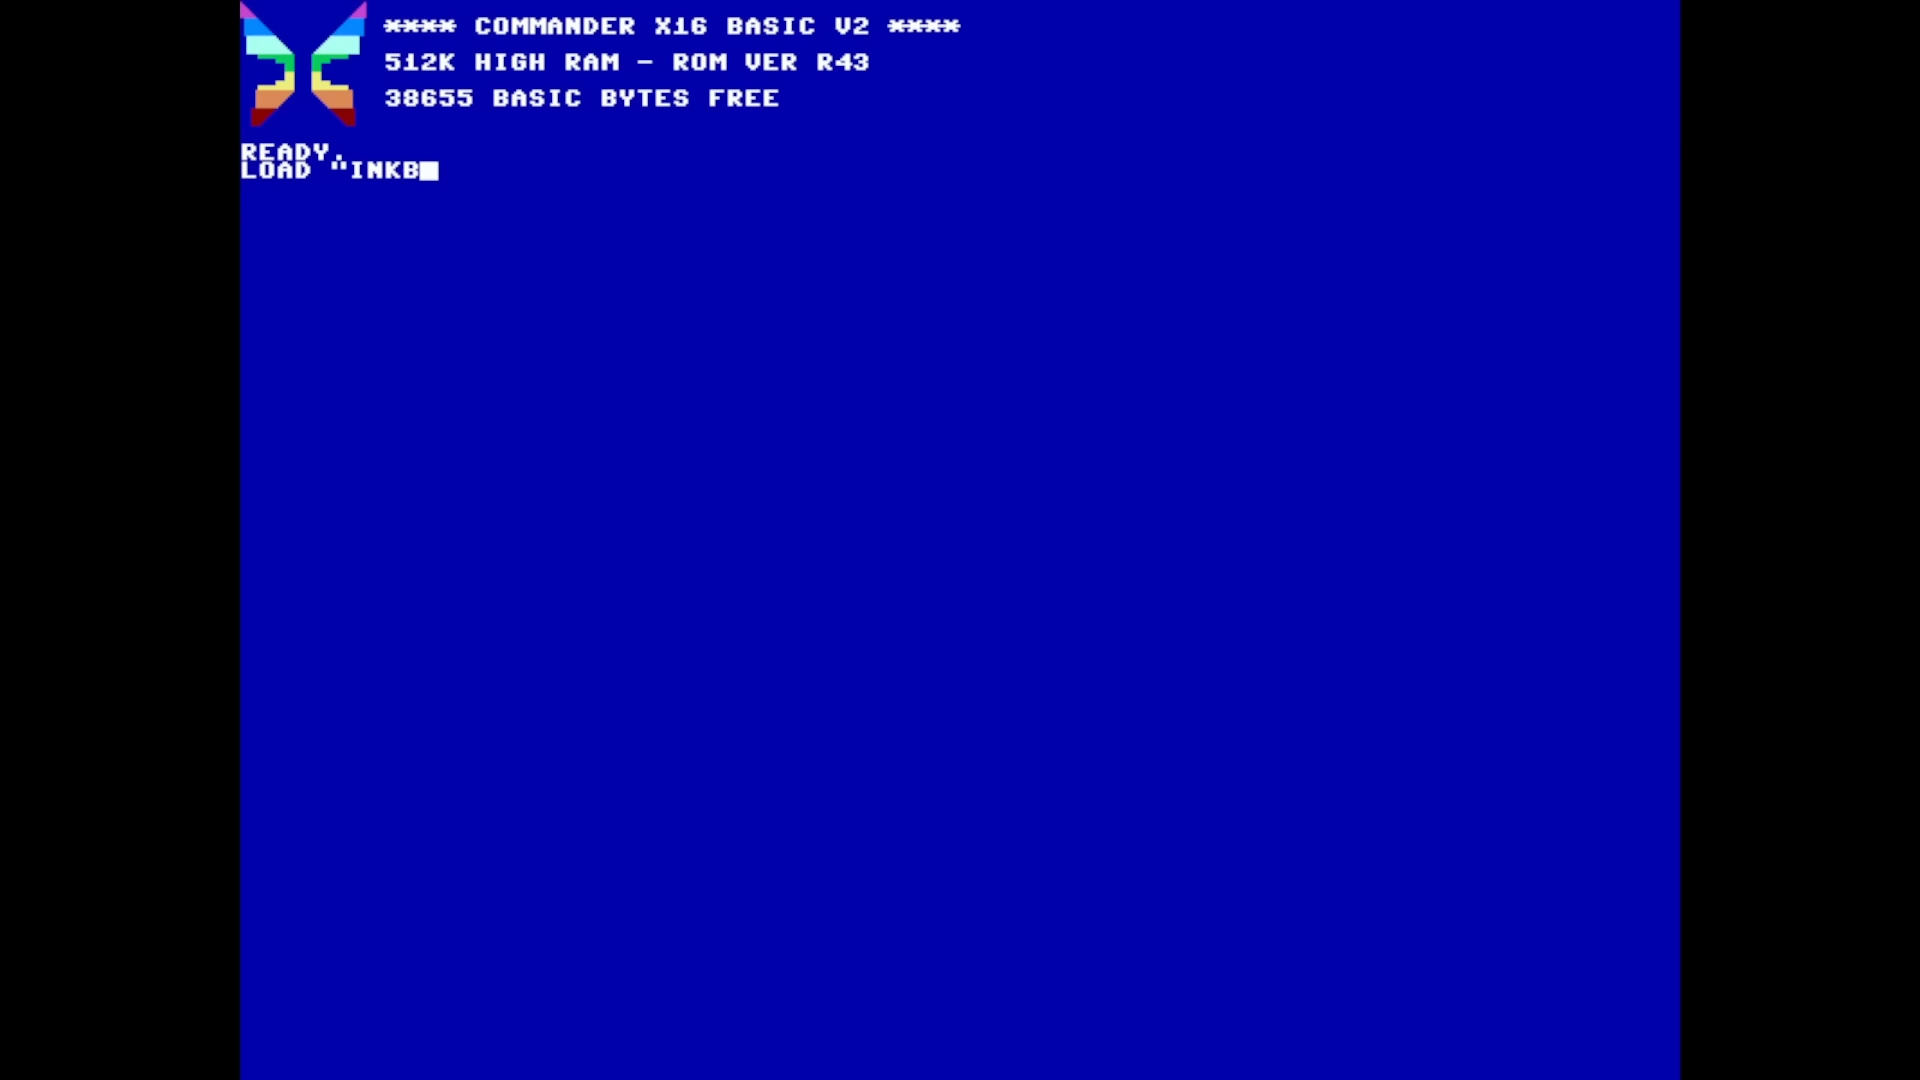 **** COMMANDER X16 BASIC V2 ****
512K HIGH RAM - ROM VER R43
38655 BASIC BYTES FREE
READY.
LOAD "INKB